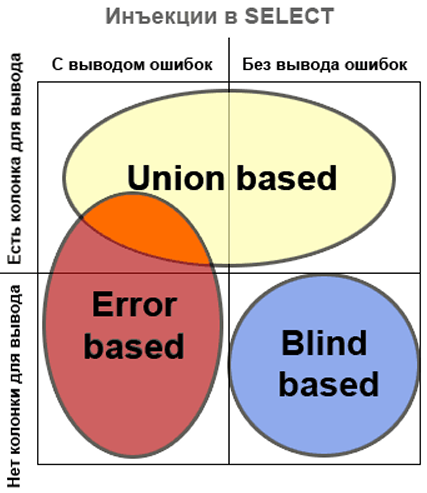 Инъекции в SELECT
С выводом ошибок
Без вывода ошибок
Есть колонка для вывода
Нет колонки для вывода
Union based
Error
based
Blind
based